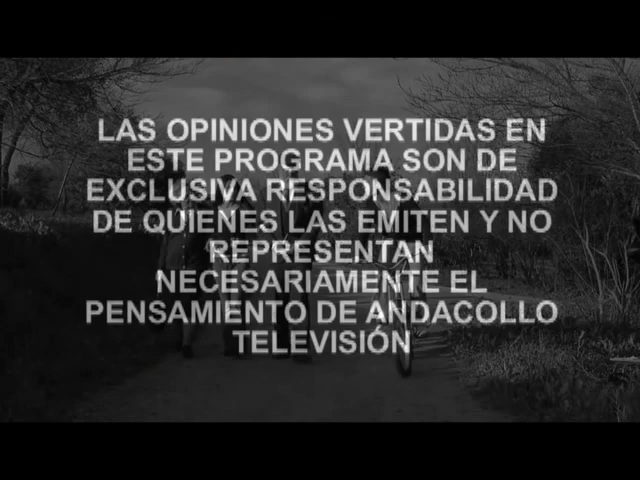 LAS OPINIONES VERTIDAS EN
ESTE PROGRAMA SON DE
EXCLUSIVA RESPONSABILIDAD
DE QUIENES LAS EMITEN Y NO
REPRESENTAN
NECESARIAMENTE EL
PENSAMIENTO DE ANDACOLLO
TELEVISIÓN